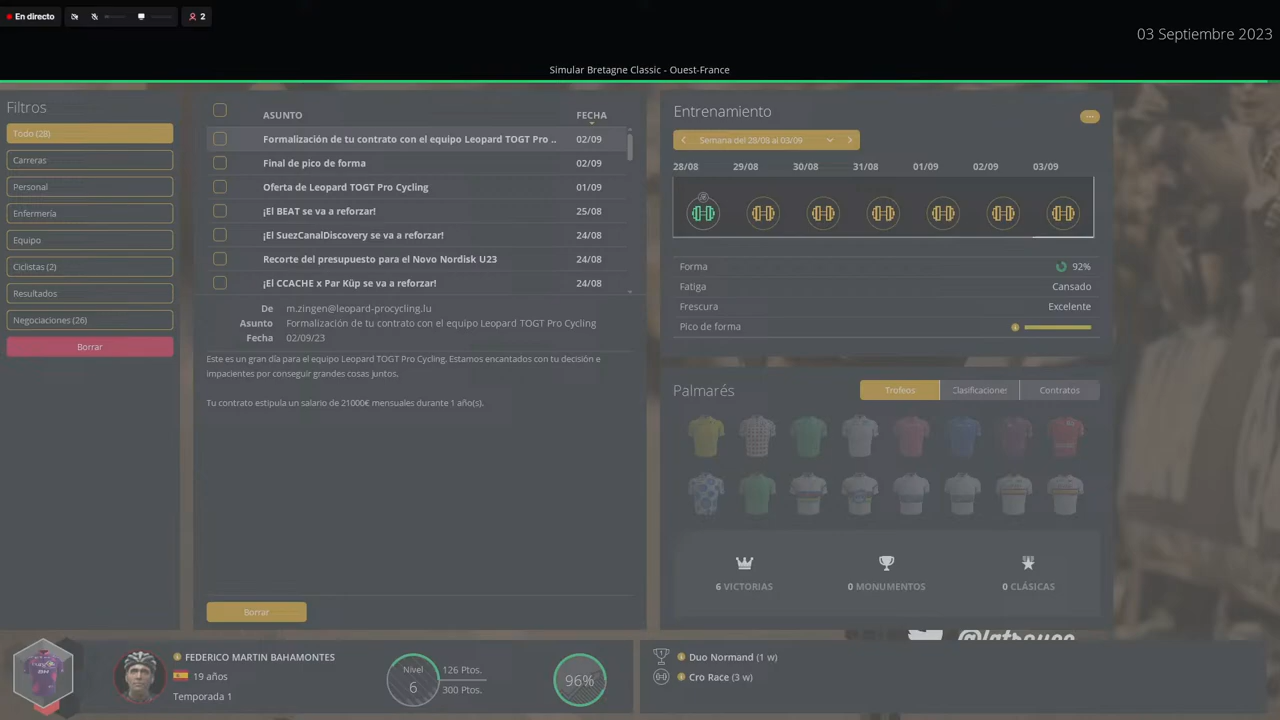 En directo
2
03 Septiembre 2023
Simular Bretagne Classic - Ouest-France
Filtros
Todo (28)
Carreras
Personal
Enfermería
Equipo
Ciclistas (2)
Resultados
Negociaciones (26)
Borrar
ASUNTO FECHA
Formalización de tu contrato con el equipo Leopard TOGT Pro .. 02/09
Final de pico de forma 02/09
Oferta de Leopard TOGT Pro Cycling 01/09
¡El BEAT se va a reforzar! 25/08
¡El SuezCanalDiscovery se va a reforzar! 24/08
Recorte del presupuesto para el Novo Nordisk U23 24/08
¡El CCACHE x Par Küp se va a reforzar! 24/08
De m.zingen@leopard-procycling.lu
Asunto Formalización de tu contrato con el equipo Leopard TOGT Pro Cycling
Fecha 02/09/23
Este es un gran día para el equipo Leopard TOGT Pro Cycling. Estamos encantados con tu decisión e
impacientes por conseguir grandes cosas juntos.
Tu contrato estipula un salario de 21000€ mensuales durante 1 año(s).
Borrar
Entrenamiento
...
Semana del 28/08 al 03/09
28/08 29/08 30/08 31/08 01/09 02/09 03/09
Forma 92%
Fatiga Cansado
Frescura Excelente
Pico de forma
Palmarés
Trofeos Clasificaciones Contratos
6 VICTORIAS 0 MONUMENTOS 0 CLÁSICAS
FEDERICO MARTIN BAHAMONTES
19 años
Temporada 1
Nivel
6
126 Ptos.
300 Ptos.
96%
Duo Normand (1 w)
Cro Race (3 w)